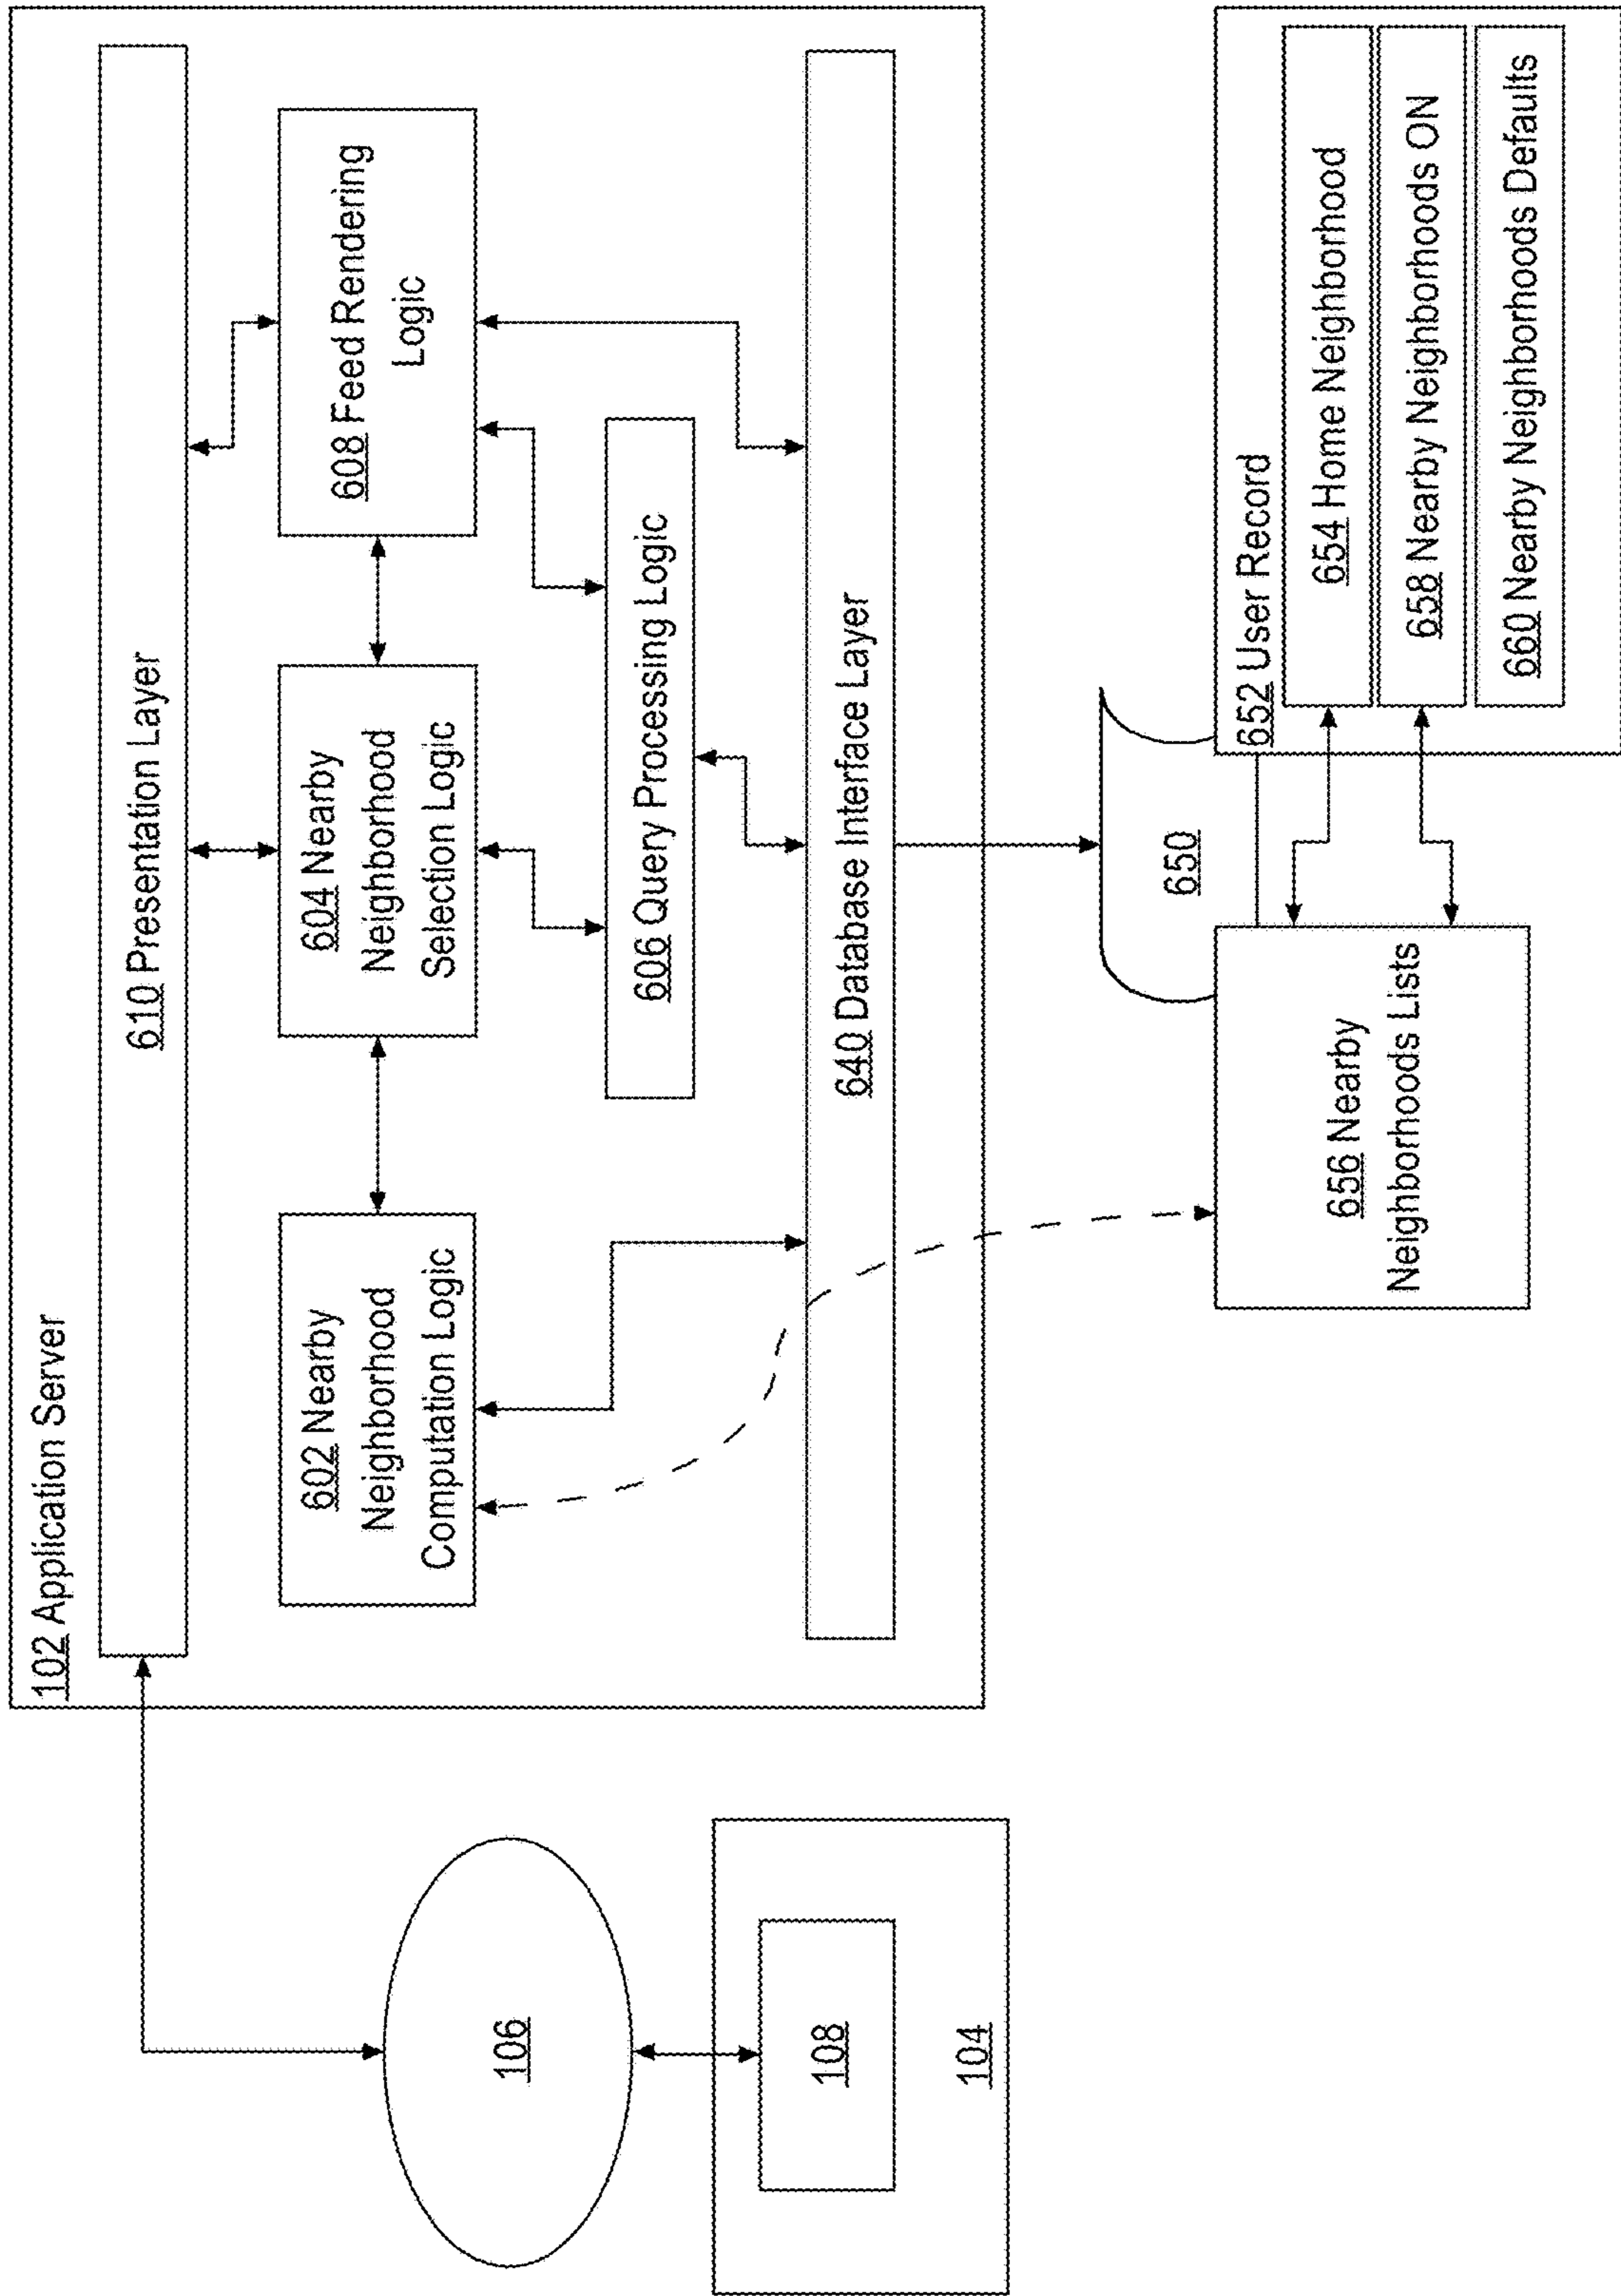 102 Application Server
610 Presentation Layer
602 Nearby
Neighborhood
Computation Logic
604 Nearby
Neighborhood
Selection Logic
608 Feed Rendering
Logic
606 Query Processing Logic
640 Database Interface Layer
106
108
104
650
656 Nearby
Neighborhoods Lists
652 User Record
654 Home Neighborhood
658 Nearby Neighborhoods ON
660 Nearby Neighborhoods Defaults